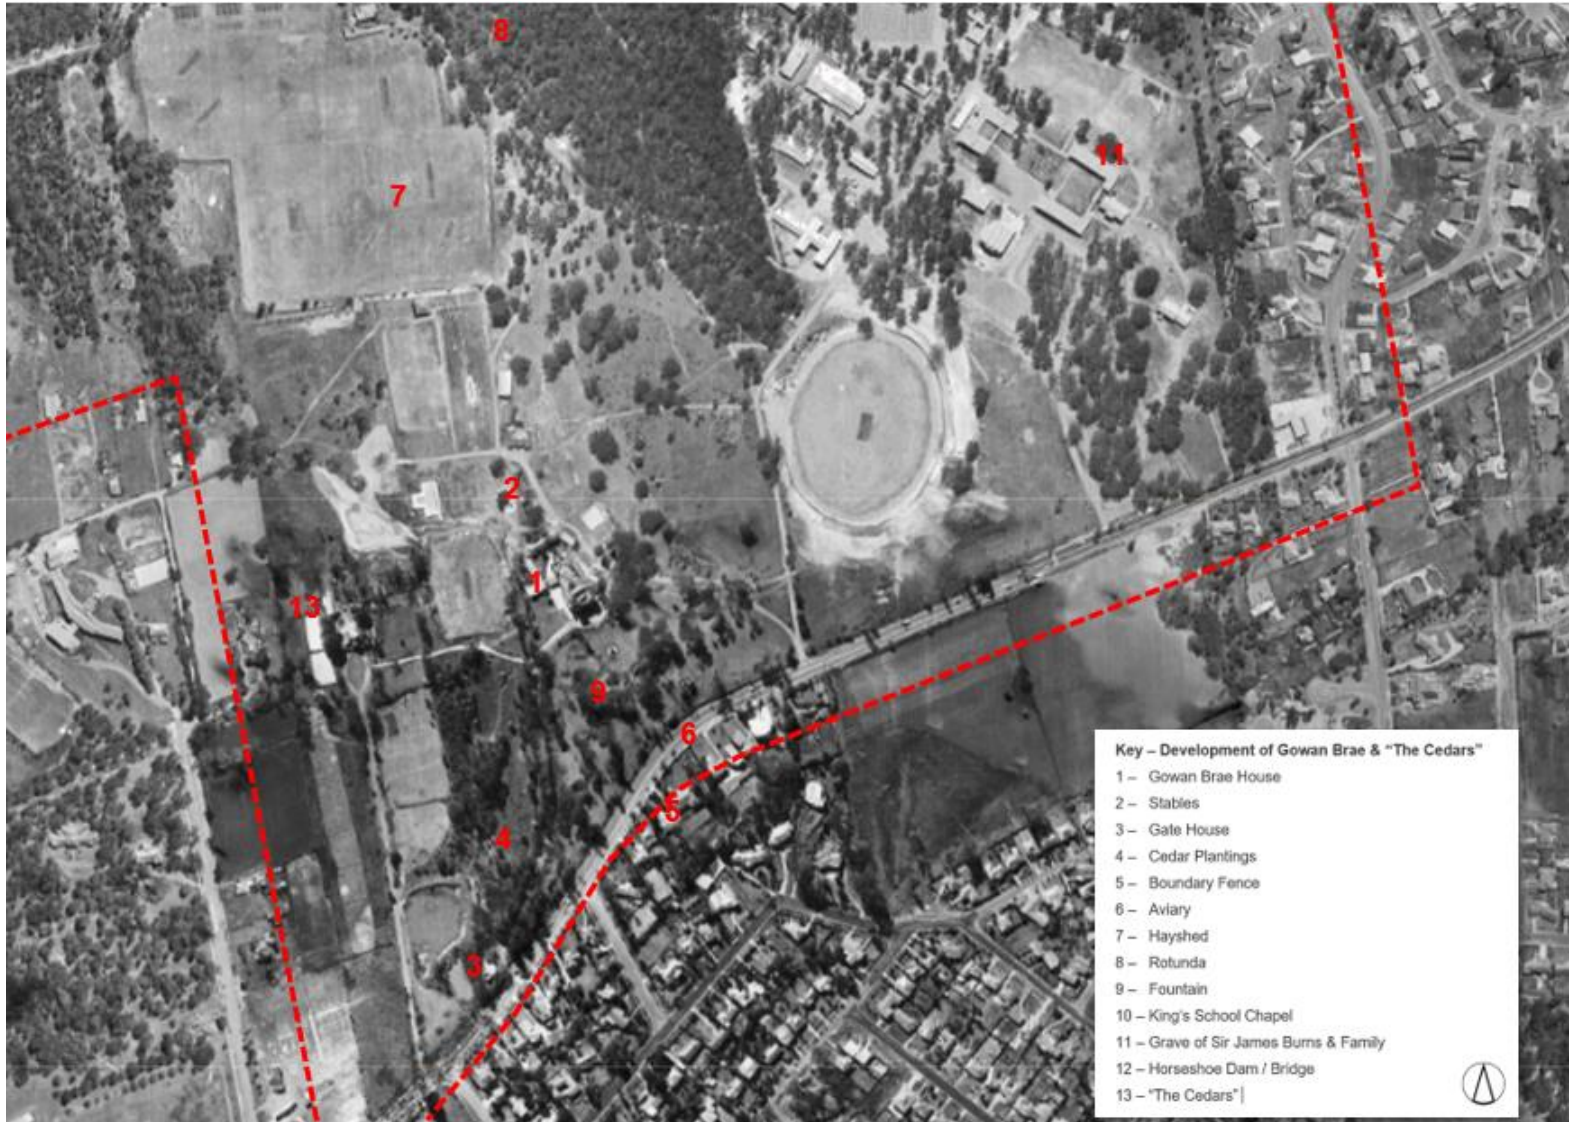 8
7
11
2
1
13
9
6
5
4
3
Key – Development of Gowan Brae & "The Cedars"
1 – Gowan Brae House
2 – Stables
3 – Gate House
4 – Cedar Plantings
5 – Boundary Fence
6 – Aviary
7 – Hayshed
8 – Rotunda
9 – Fountain
10 – King's School Chapel
11 – Grave of Sir James Burns & Family
12 – Horseshoe Dam / Bridge
13 – "The Cedars"